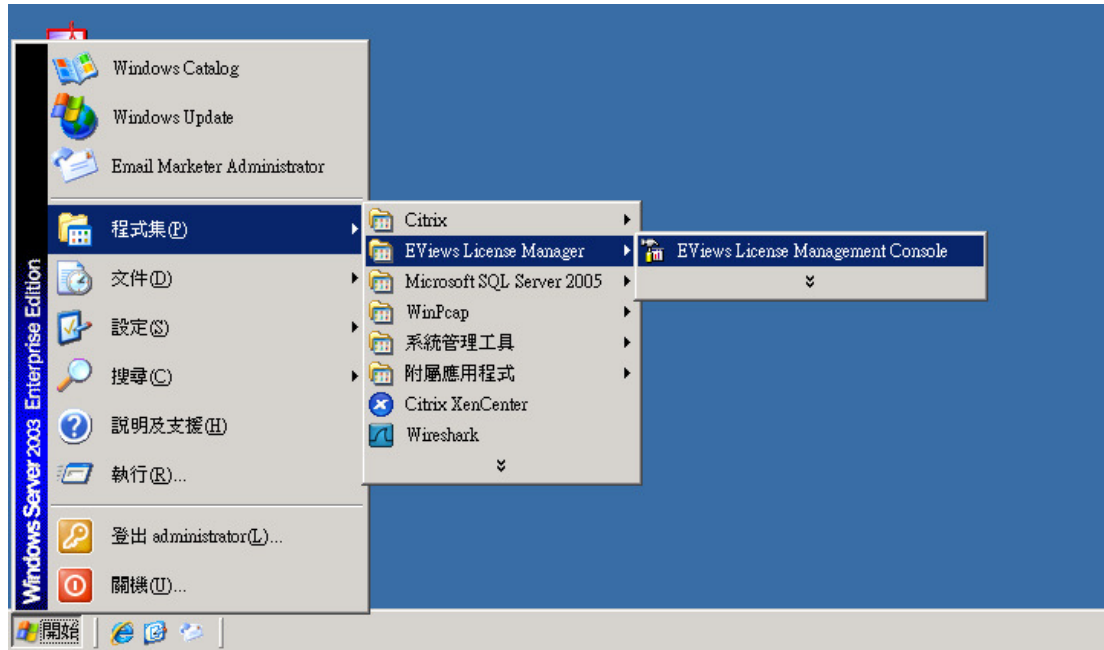 Windows Catalog
Windows Update
Email Marketer Administrator
程式集(P)
文件(D)
設定(S)
搜尋(C)
說明及支援(H)
執行(R)...
登出 administrator(L)...
關機(U)...
Windows Server 2003 Enterprise Edition
Citrix
EViews License Manager
Microsoft SQL Server 2005
WinPcap
系統管理工具
附屬應用程式
Citrix XenCenter
Wireshark
EViews License Management Console
開始